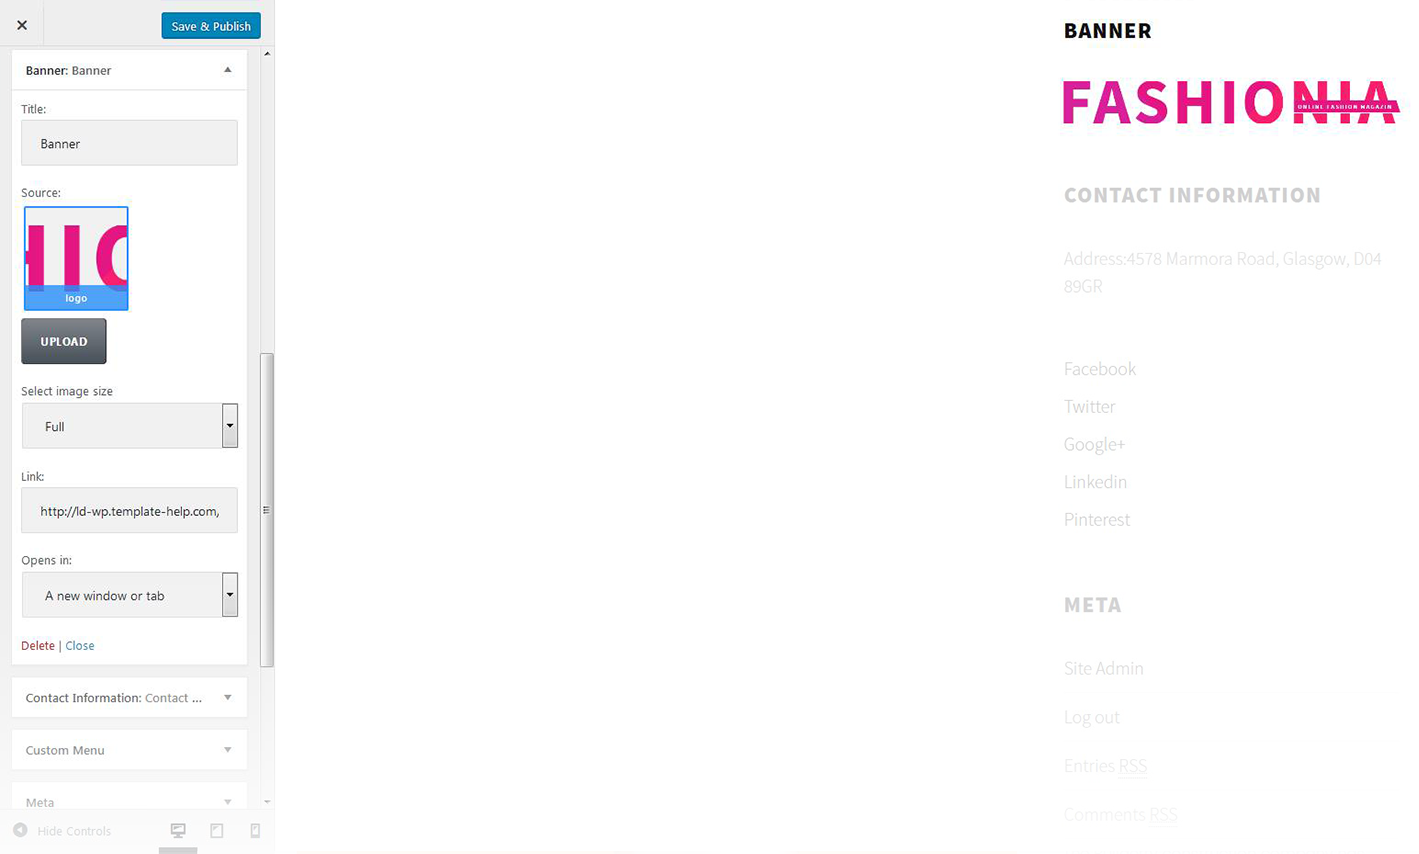 Save & Publish
Banner: Banner
Title:
Banner
Source:
HIO
logo
UPLOAD
Select image size
Full
Link:
http://ld-wp.template-help.com,
Opens in:
A new window or tab
Delete | Close
Contact Information: Contact ...
Custom Menu
Meta
Hide Controls
BANNER
FASHIONIA
ONLINE FASHION MAGAZIN
CONTACT INFORMATION
Address:4578 Marmora Road, Glasgow, D04
89GR
Facebook
Twitter
Google+
Linkedin
Pinterest
META
Site Admin
Log out
Entries RSS
Comments RSS